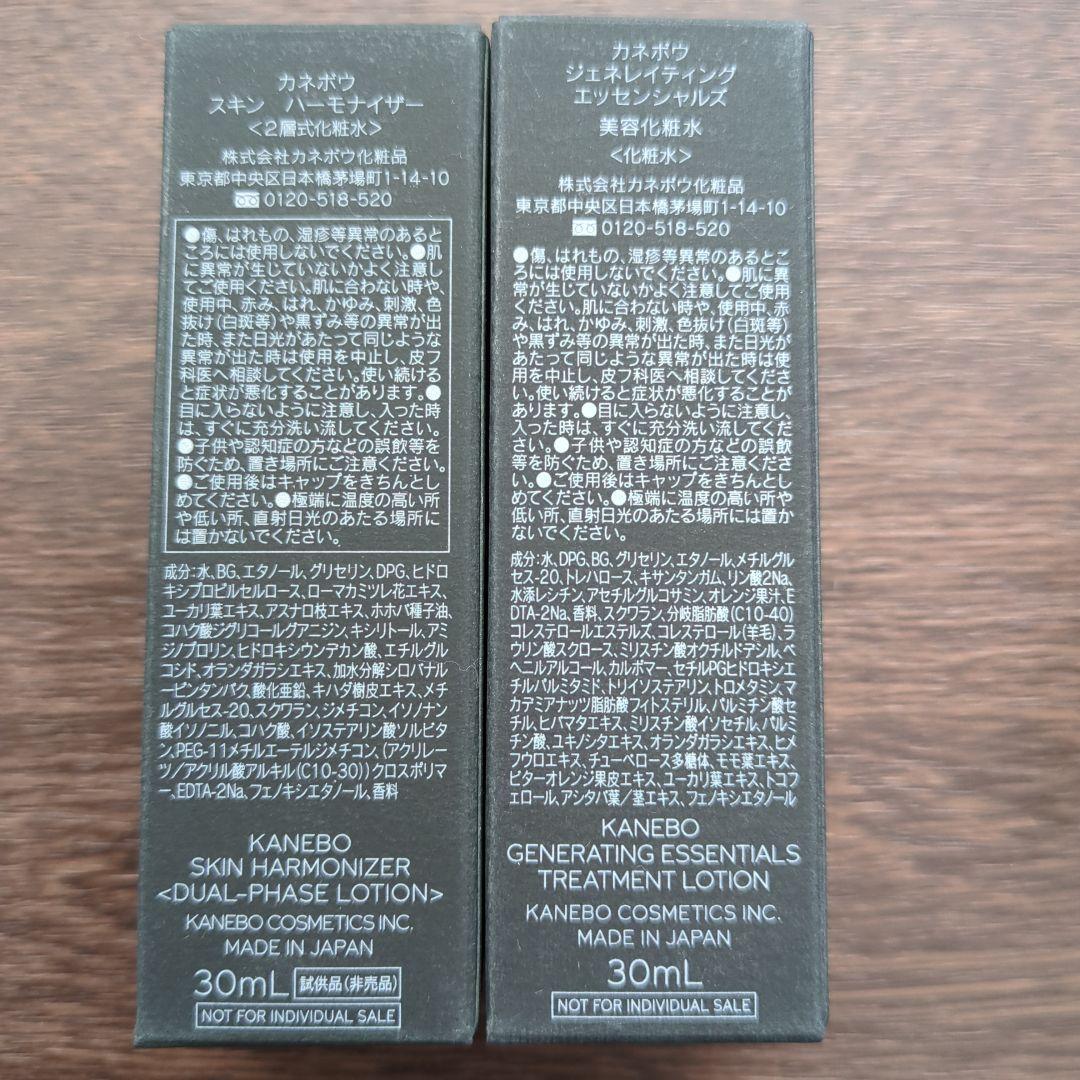 カネボウ
スキン ハーモナイザー
<2層式化粧水>
株式会社カネボウ化粧品
東京都中央区日本橋茅場町1-14-10
0120-518-520
●傷、はれもの、湿疹等異常のあると
ころには使用しないでください。●肌
に異常が生じていないかよく注意し
てご使用ください。肌に合わない時や、
使用中、赤み、はれ、かゆみ、刺激、色
抜け(白斑等)や黒ずみ等の異常が出
た時、また日光があたって同じような
異常が出た時は使用を中止し、皮フ
科医へ相談してください。使い続ける
と症状が悪化することがあります。●
目に入らないように注意し、入った時
は、すぐに充分洗い流してください。
●子供や認知症の方などの誤飲等を
防ぐため、置き場所にご注意ください。
●ご使用後はキャップをきちんとし
めてください。●極端に温度の高い所
や低い所、直射日光のあたる場所に
は置かないでください。
成分:水、BG、エタノール、グリセリン、DPG、ヒドロ
キシプロピルセルロース、ローマカミツレ花エキス、
ユーカリ葉エキス、アスナロ枝エキス、ホホバ種子油、
コハク酸ジグリコールグアニジン、キシリトール、アミ
ジノプロリン、ヒドロキシウンデカン酸、エチルグル
コシド、オランダガラシエキス、加水分解シロバナル
ーピンタンパク、酸化亜鉛、キハダ樹皮エキス、メチ
ルグルセス-20、スクワラン、ジメチコン、イソノナン
酸イソノニル、コハク酸、イソステアリン酸ソルビタ
ン、PEG-11メチルエーテルジメチコン、(アクリレー
ツ/アクリル酸アルキル(C10-30))クロスポリマ
ー、EDTA-2Na、フェノキシエタノール、香料
KANEBO
SKIN HARMONIZER
<DUAL-PHASE LOTION>
KANEBO COSMETICS INC.
MADE IN JAPAN
30mL 試供品(非売品)
NOT FOR INDIVIDUAL SALE
カネボウ
ジェネレイティング
エッセンシャルズ
美容化粧水
<化粧水>
株式会社カネボウ化粧品
東京都中央区日本橋茅場町1-14-10
0120-518-520
●傷、はれもの、湿疹等異常のあるとこ
ろには使用しないでください。●肌に異
常が生じていないかよく注意してご使用
ください。肌に合わない時や、使用中、赤
み、はれ、かゆみ、刺激、色抜け(白斑等)
や黒ずみ等の異常が出た時、また日光が
あたって同じような異常が出た時は使
用を中止し、皮フ科医へ相談してくださ
い。使い続けると症状が悪化することが
あります。●目に入らないように注意し、
入った時は、すぐに充分洗い流してくださ
い。●子供や認知症の方などの誤飲
等を防ぐため、置き場所にご注意くださ
い。●ご使用後はキャップをきちんとし
めてください。●極端に温度の高い所や
低い所、直射日光のあたる場所には置か
ないでください。
成分:水、DPG、BG、グリセリン、エタノール、メチルグル
セス-20、トレハロース、キサンタンガム、リン酸2Na、
水添レシチン、アセチルグルコサミン、オレンジ果汁、E
DTA-2Na、香料、スクワラン、分岐脂肪酸(C10-40)
コレステロールエステルズ、コレステロール(羊毛)、ラ
ウリン酸スクロース、ミリスチン酸オクチルドデシル、ベ
ヘニルアルコール、カルボマー、セチルPGヒドロキシエ
チルパルミタミド、トリイソステアリン、トロメタミン、マ
カデミアナッツ脂肪酸フィトステリル、パルミチン酸セ
チル、ヒバマタエキス、ミリスチン酸イソセチル、パルミ
チン酸、ユキノシタエキス、オランダガラシエキス、ヒメ
フウロエキス、チューベロース多糖体、モモ葉エキス、
ビターオレンジ果皮エキス、ユーカリ葉エキス、トコフ
ェロール、アシタバ葉/茎エキス、フェノキシエタノール
KANEBO
GENERATING ESSENTIALS
TREATMENT LOTION
KANEBO COSMETICS INC.
MADE IN JAPAN
30mL
NOT FOR INDIVIDUAL SALE